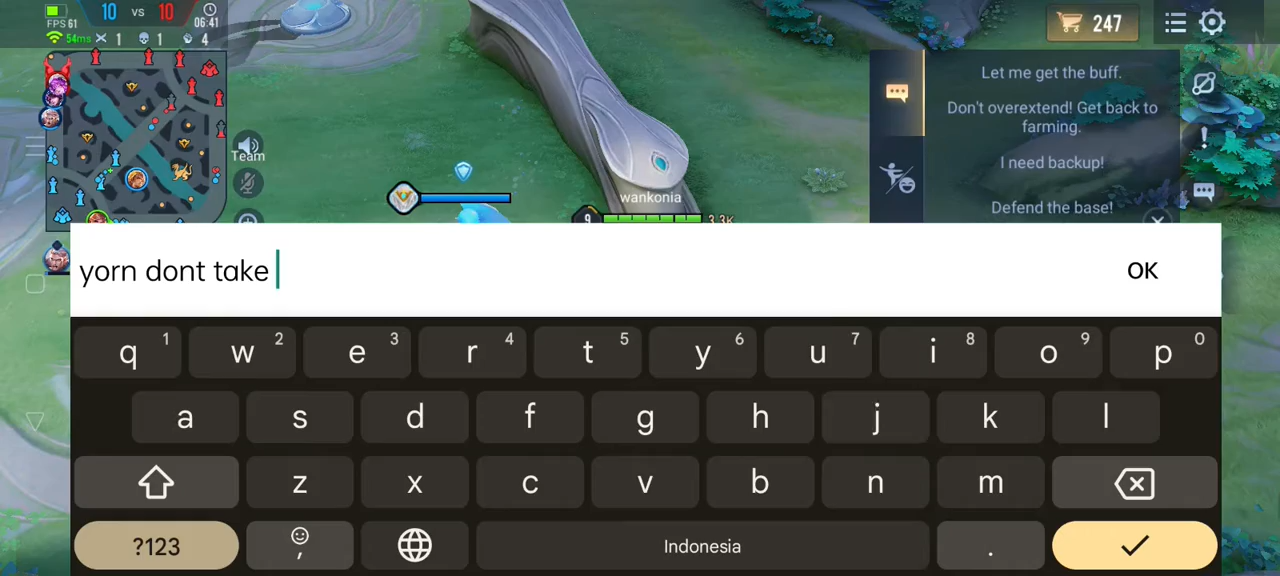 10 vs 10 06:41
FPS 61
54ms 1 1 4
247
Team
Let me get the buff.
Don't overextend! Get back to
farming.
I need backup!
Defend the base!
wankonia
9 3.3K
yorn dont take
OK
q 1 w 2 e 3 r 4 t 5 y 6 u 7 i 8 o 9 p 0
a s d f g h j k l
z x c v b n m
?123 , Indonesia .